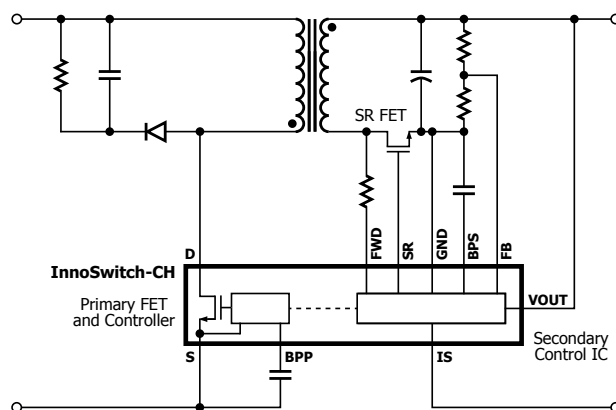 SR FET
FWD
SR
GND
BPS
FB
D
InnoSwitch-CH
Primary FET
and Controller
VOUT
Secondary
Control IC
S
BPP
IS